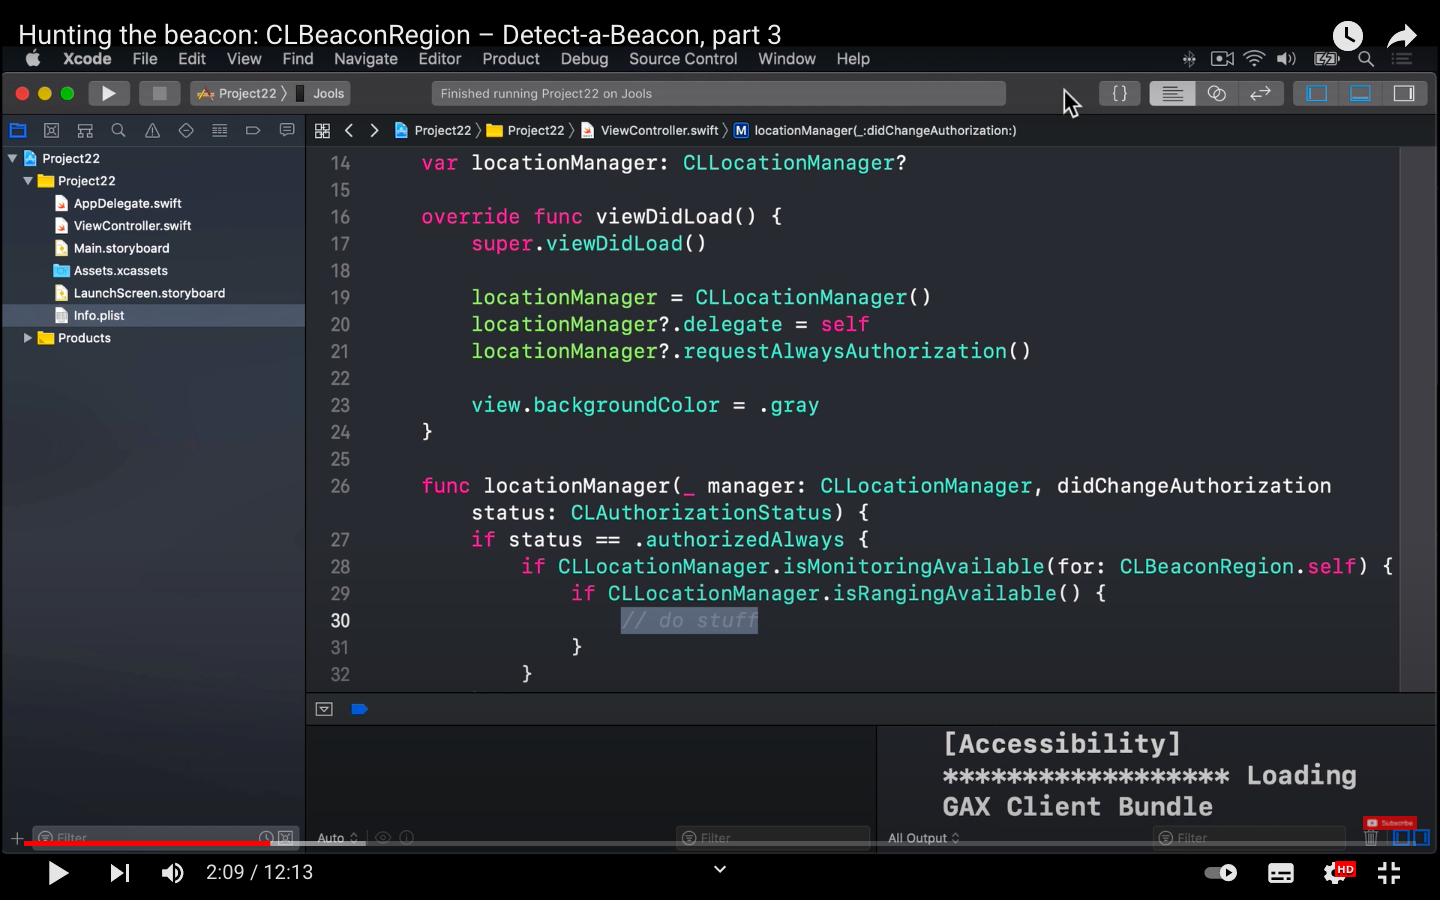 Hunting the beacon: CLBeaconRegion – Detect-a-Beacon, part 3
Xcode File Edit View Find Navigate Editor Product Debug Source Control Window Help
Project22 Jools
Finished running Project22 on Jools
{}
Project22 Project22 ViewController.swift M locationManager(_:didChangeAuthorization:)
Project22
Project22
AppDelegate.swift
ViewController.swift
Main.storyboard
Assets.xcassets
LaunchScreen.storyboard
Info.plist
Products
14 var locationManager: CLLocationManager?
15
16 override func viewDidLoad() {
17 super.viewDidLoad()
18
19 locationManager = CLLocationManager()
20 locationManager?.delegate = self
21 locationManager?.requestAlwaysAuthorization()
22
23 view.backgroundColor = .gray
24 }
25
26 func locationManager(_ manager: CLLocationManager, didChangeAuthorization
status: CLAuthorizationStatus) {
27 if status == .authorizedAlways {
28 if CLLocationManager.isMonitoringAvailable(for: CLBeaconRegion.self) {
29 if CLLocationManager.isRangingAvailable() {
30 // do stuff
31 }
32 }
[Accessibility]
****************** Loading
GAX Client Bundle
Subscribe
Filter
Auto
Filter
All Output
Filter
2:09 / 12:13
HD